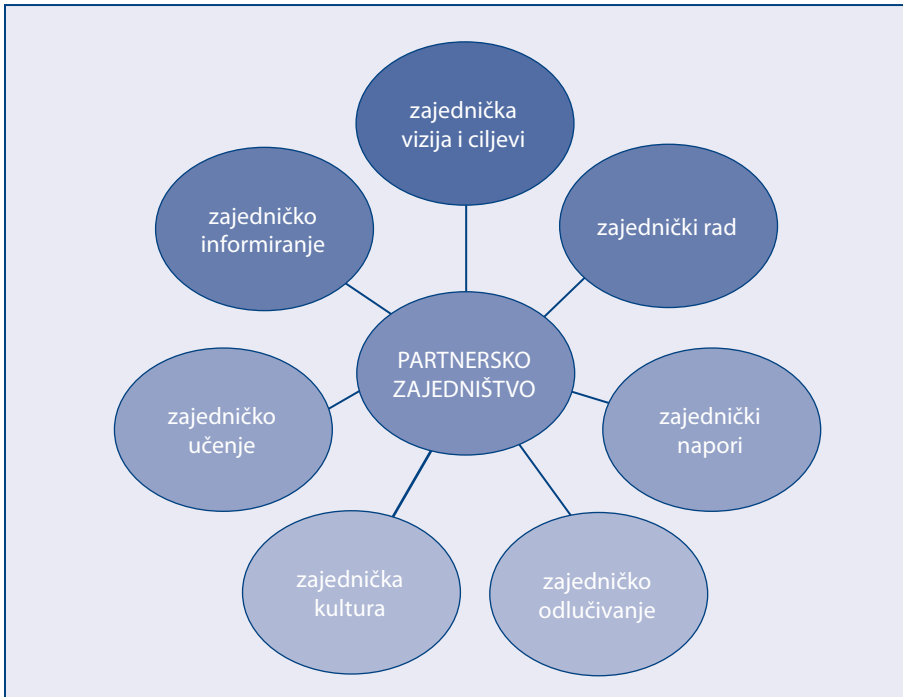 zajednička
vizija i ciljevi
zajedničko
informiranje
zajednički rad
PARTNERSKO
ZAJEDNIŠTVO
zajedničko
učenje
zajednički
napori
zajednička
kultura
zajedničko
odlučivanje